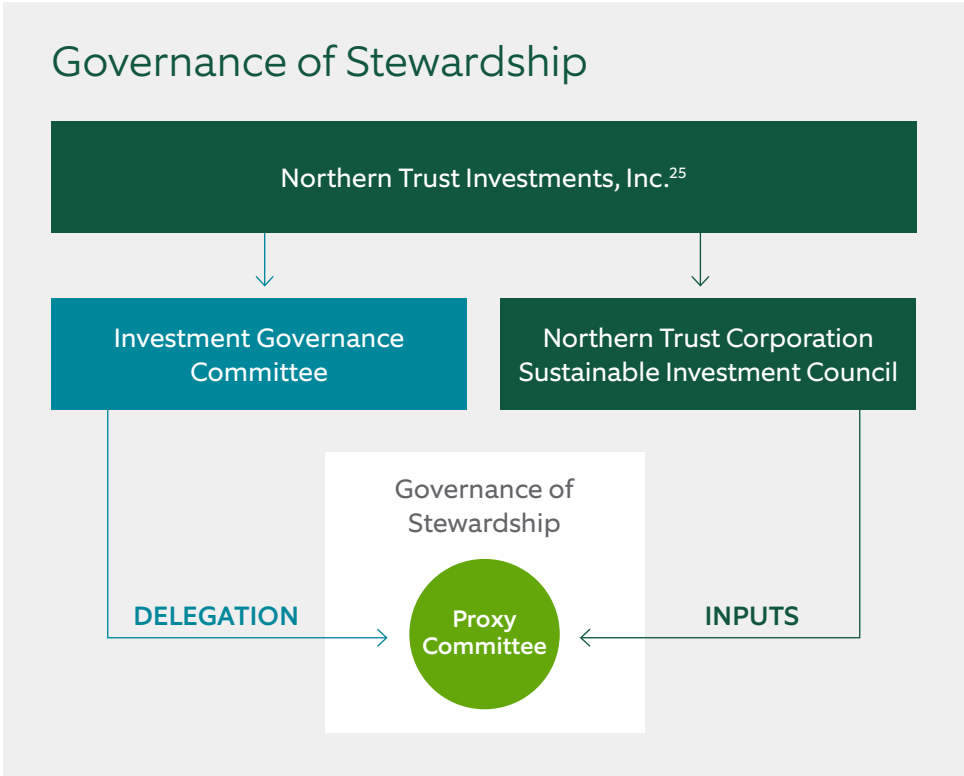 Governance of Stewardship
Northern Trust Investments, Inc.²⁵
Investment Governance
Committee
Northern Trust Corporation
Sustainable Investment Council
Governance of
Stewardship
DELEGATION
Proxy
Committee
INPUTS